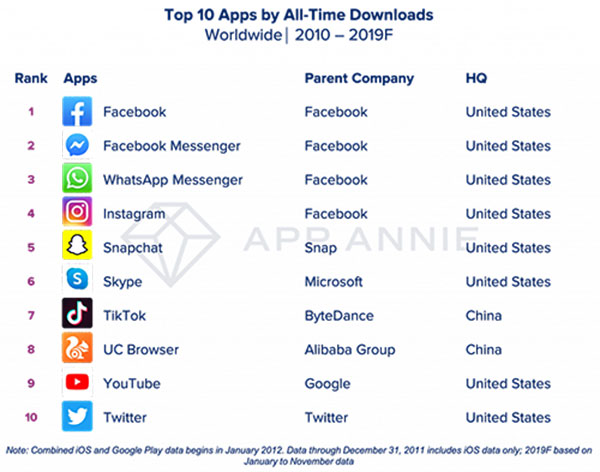 Top 10 Apps by All-Time Downloads
Worldwide| 2010 – 2019F
Rank Apps Parent Company HQ
1 Facebook Facebook United States
2 Facebook Messenger Facebook United States
3 WhatsApp Messenger Facebook United States
4 Instagram Facebook United States
APP ANNIE
5 Snapchat Snap United States
6 Skype Microsoft United States
7 TikTok ByteDance China
8 UC Browser Alibaba Group China
9 YouTube Google United States
10 Twitter Twitter United States
Note: Combined iOS and Google Play data begins in January 2012. Data through December 31, 2011 includes iOS data only; 2019F based on
January to November data